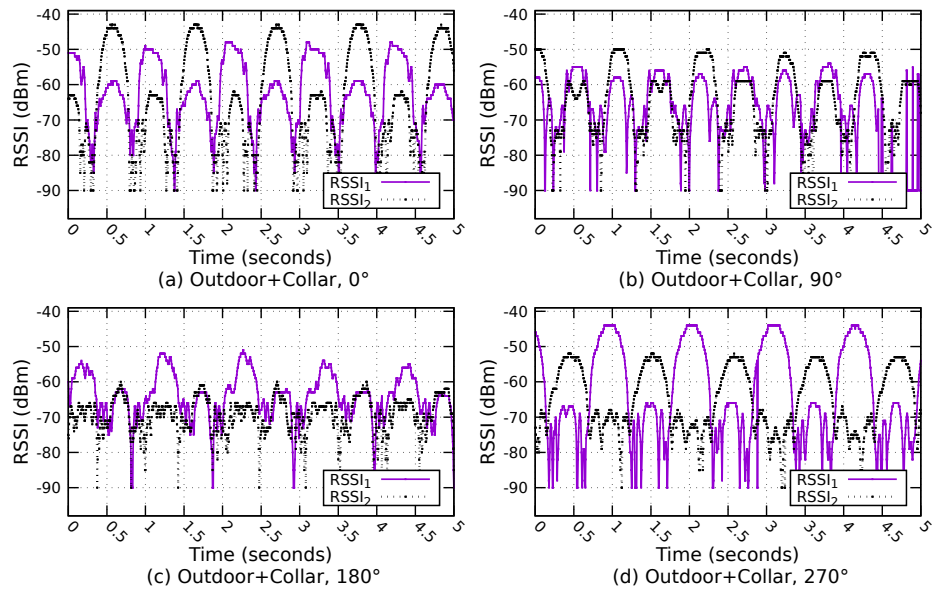 -40
-50
-60
-70
-80
-90
RSSI (dBm)
RSSI1
RSSI2
0 0.5 1 1.5 2 2.5 3 3.5 4 4.5 5
Time (seconds)
(a) Outdoor+Collar, 0°
-40
-50
-60
-70
-80
-90
RSSI (dBm)
RSSI1
RSSI2
0 0.5 1 1.5 2 2.5 3 3.5 4 4.5 5
Time (seconds)
(b) Outdoor+Collar, 90°
-40
-50
-60
-70
-80
-90
RSSI (dBm)
RSSI1
RSSI2
0 0.5 1 1.5 2 2.5 3 3.5 4 4.5 5
Time (seconds)
(c) Outdoor+Collar, 180°
-40
-50
-60
-70
-80
-90
RSSI (dBm)
RSSI1
RSSI2
0 0.5 1 1.5 2 2.5 3 3.5 4 4.5 5
Time (seconds)
(d) Outdoor+Collar, 270°